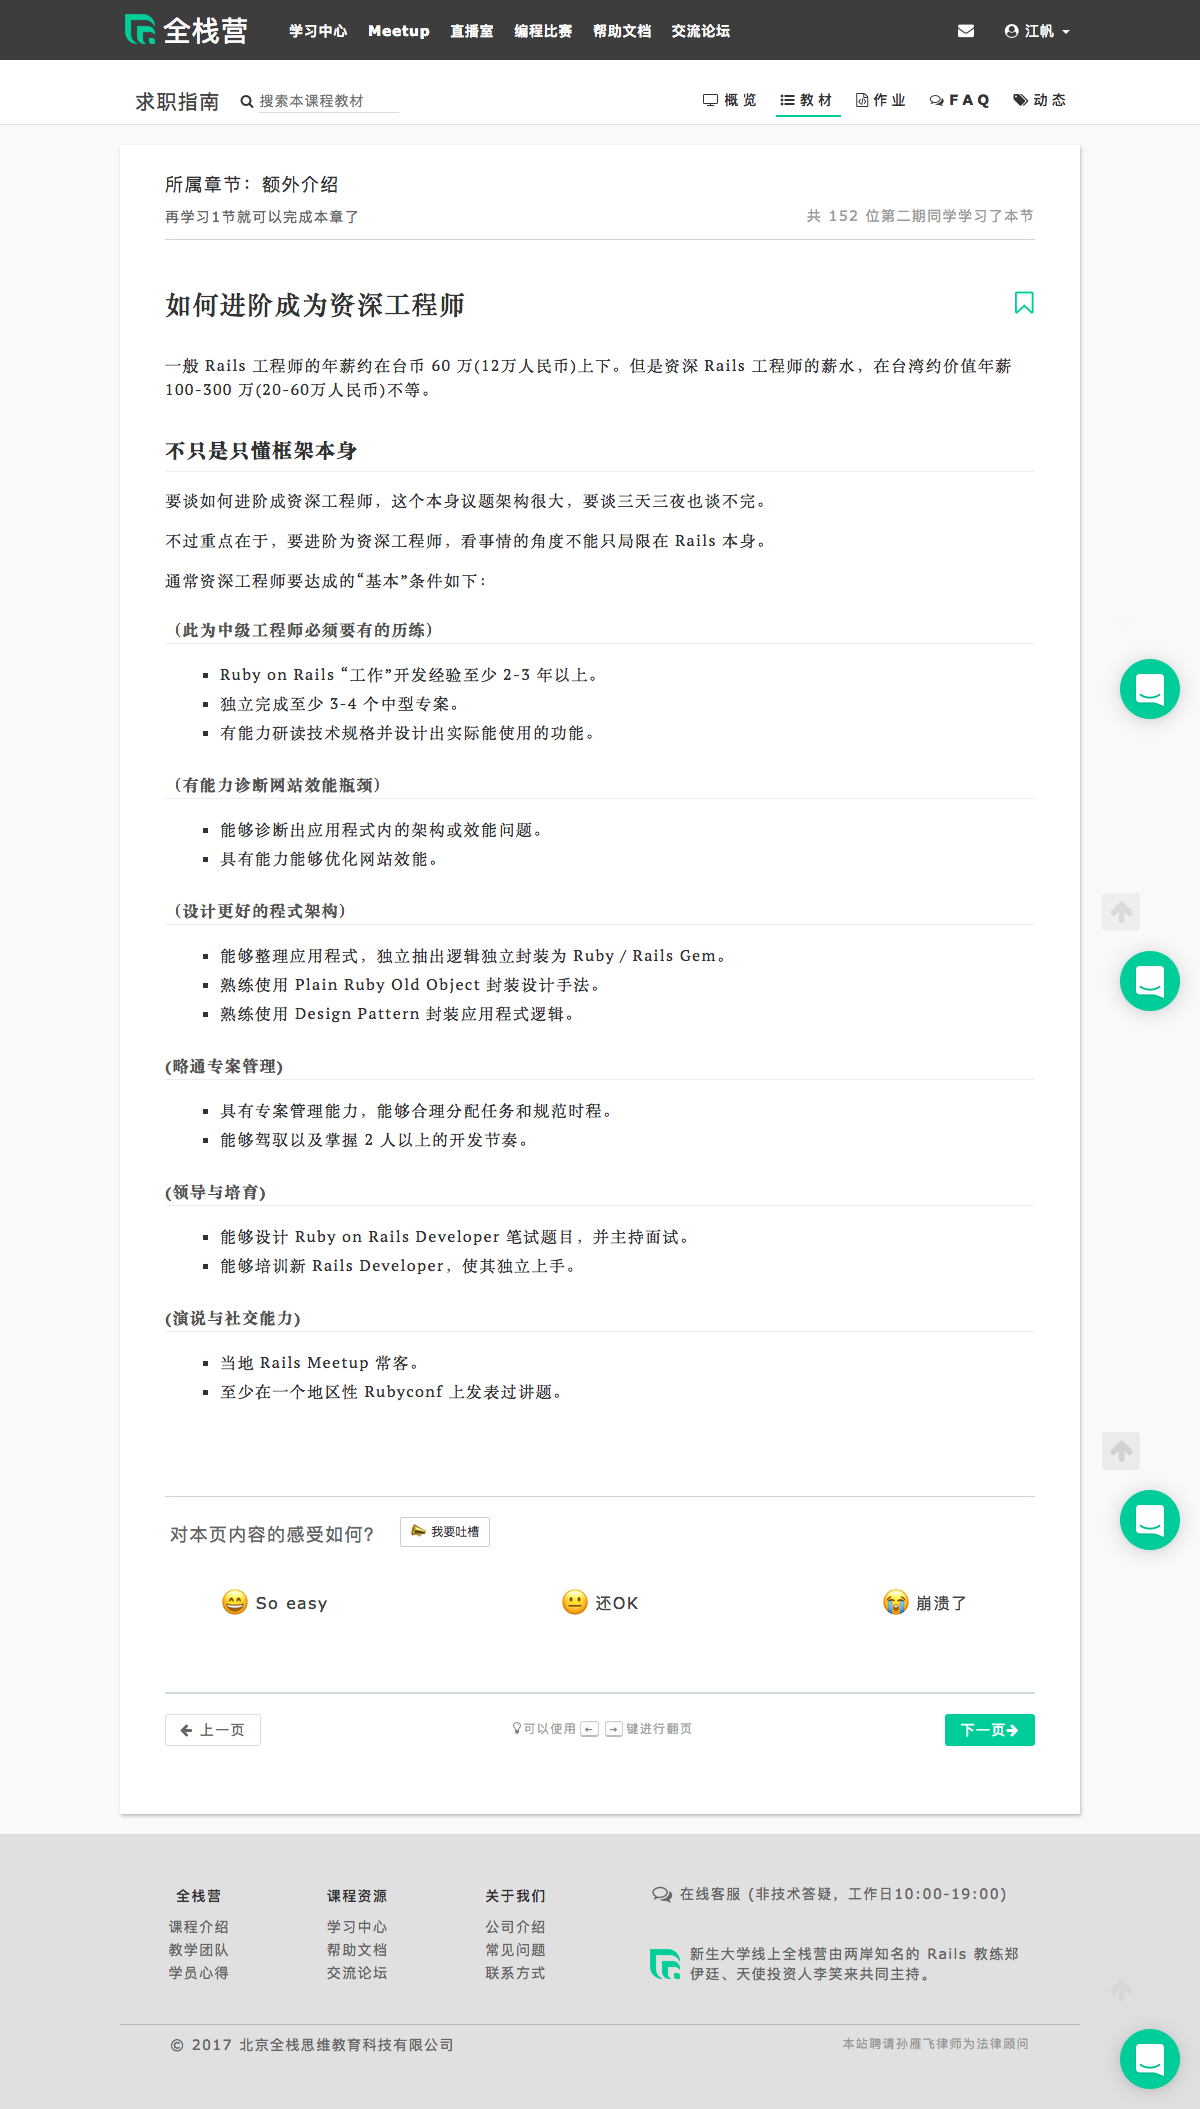 全栈营 学习中心 Meetup 直播室 编程比赛 帮助文档 交流论坛 江帆
求职指南 搜索本课程教材 概览 教材 作业 FAQ 动态
所属章节：额外介绍
再学习1节就可以完成本章了 共 152 位第二期同学学习了本节
如何进阶成为资深工程师
一般 Rails 工程师的年薪约在台币 60 万(12万人民币)上下。但是资深 Rails 工程师的薪水，在台湾约价值年薪
100-300 万(20-60万人民币)不等。
不只是只懂框架本身
要谈如何进阶成资深工程师，这个本身议题架构很大，要谈三天三夜也谈不完。
不过重点在于，要进阶为资深工程师，看事情的角度不能只局限在 Rails 本身。
通常资深工程师要达成的“基本”条件如下：
（此为中级工程师必须要有的历练）
Ruby on Rails “工作”开发经验至少 2-3 年以上。
独立完成至少 3-4 个中型专案。
有能力研读技术规格并设计出实际能使用的功能。
（有能力诊断网站效能瓶颈）
能够诊断出应用程式内的架构或效能问题。
具有能力能够优化网站效能。
（设计更好的程式架构）
能够整理应用程式，独立抽出逻辑独立封装为 Ruby / Rails Gem。
熟练使用 Plain Ruby Old Object 封装设计手法。
熟练使用 Design Pattern 封装应用程式逻辑。
(略通专案管理)
具有专案管理能力，能够合理分配任务和规范时程。
能够驾驭以及掌握 2 人以上的开发节奏。
(领导与培育)
能够设计 Ruby on Rails Developer 笔试题目，并主持面试。
能够培训新 Rails Developer，使其独立上手。
(演说与社交能力)
当地 Rails Meetup 常客。
至少在一个地区性 Rubyconf 上发表过讲题。
对本页内容的感受如何? 我要吐槽
So easy 还OK 崩溃了
上一页 可以使用 ← → 键进行翻页 下一页
全栈营 课程资源 关于我们 在线客服 (非技术答疑，工作日10:00-19:00)
课程介绍 学习中心 公司介绍
教学团队 帮助文档 常见问题 新生大学线上全栈营由两岸知名的 Rails 教练郑
学员心得 交流论坛 联系方式 伊廷、天使投资人李笑来共同主持。
© 2017 北京全栈思维教育科技有限公司 本站聘请孙雁飞律师为法律顾问